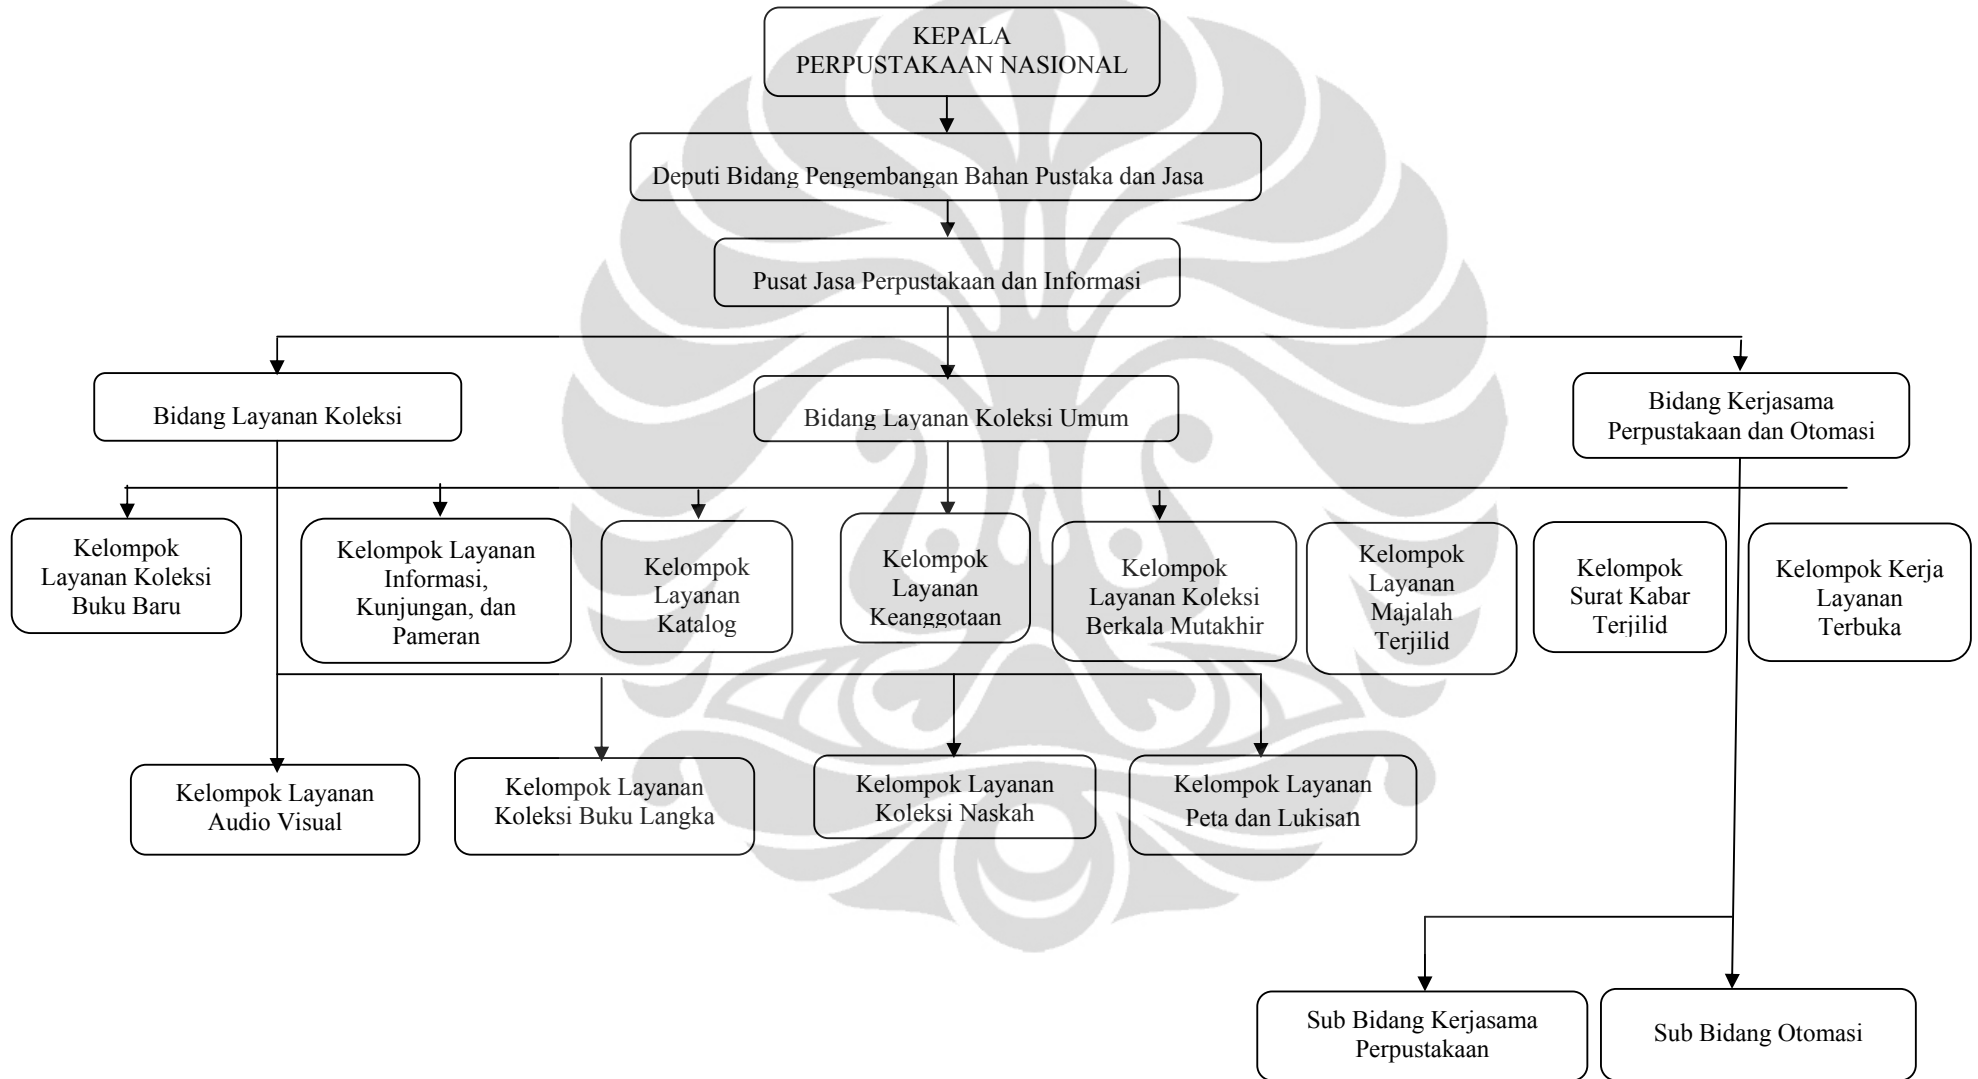 KEPALA
PERPUSTAKAAN NASIONAL
Deputi Bidang Pengembangan Bahan Pustaka dan Jasa
Pusat Jasa Perpustakaan dan Informasi
Bidang Layanan Koleksi
Bidang Layanan Koleksi Umum
Bidang Kerjasama
Perpustakaan dan Otomasi
Kelompok
Layanan Koleksi
Buku Baru
Kelompok Layanan
Informasi,
Kunjungan, dan
Pameran
Kelompok
Layanan
Katalog
Kelompok
Layanan
Keanggotaan
Kelompok
Layanan Koleksi
Berkala Mutakhir
Kelompok
Layanan
Majalah
Terjilid
Kelompok
Surat Kabar
Terjilid
Kelompok Kerja
Layanan
Terbuka
Kelompok Layanan
Audio Visual
Kelompok Layanan
Koleksi Buku Langka
Kelompok Layanan
Koleksi Naskah
Kelompok Layanan
Peta dan Lukisan
Sub Bidang Kerjasama
Perpustakaan
Sub Bidang Otomasi